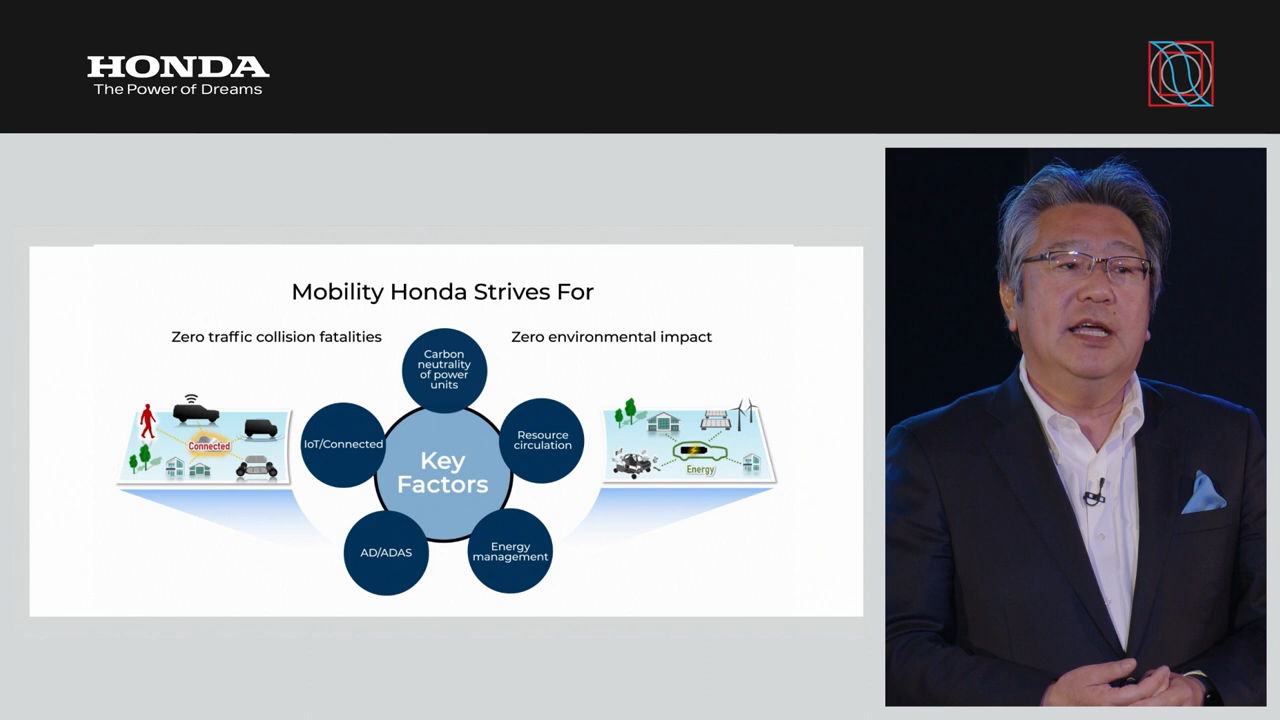 HONDA
The Power of Dreams
Mobility Honda Strives For
Zero traffic collision fatalities
Zero environmental impact
Carbon
neutrality
of power
units
IoT/Connected
Resource
circulation
Key
Factors
AD/ADAS
Energy
management
Connected
Energy